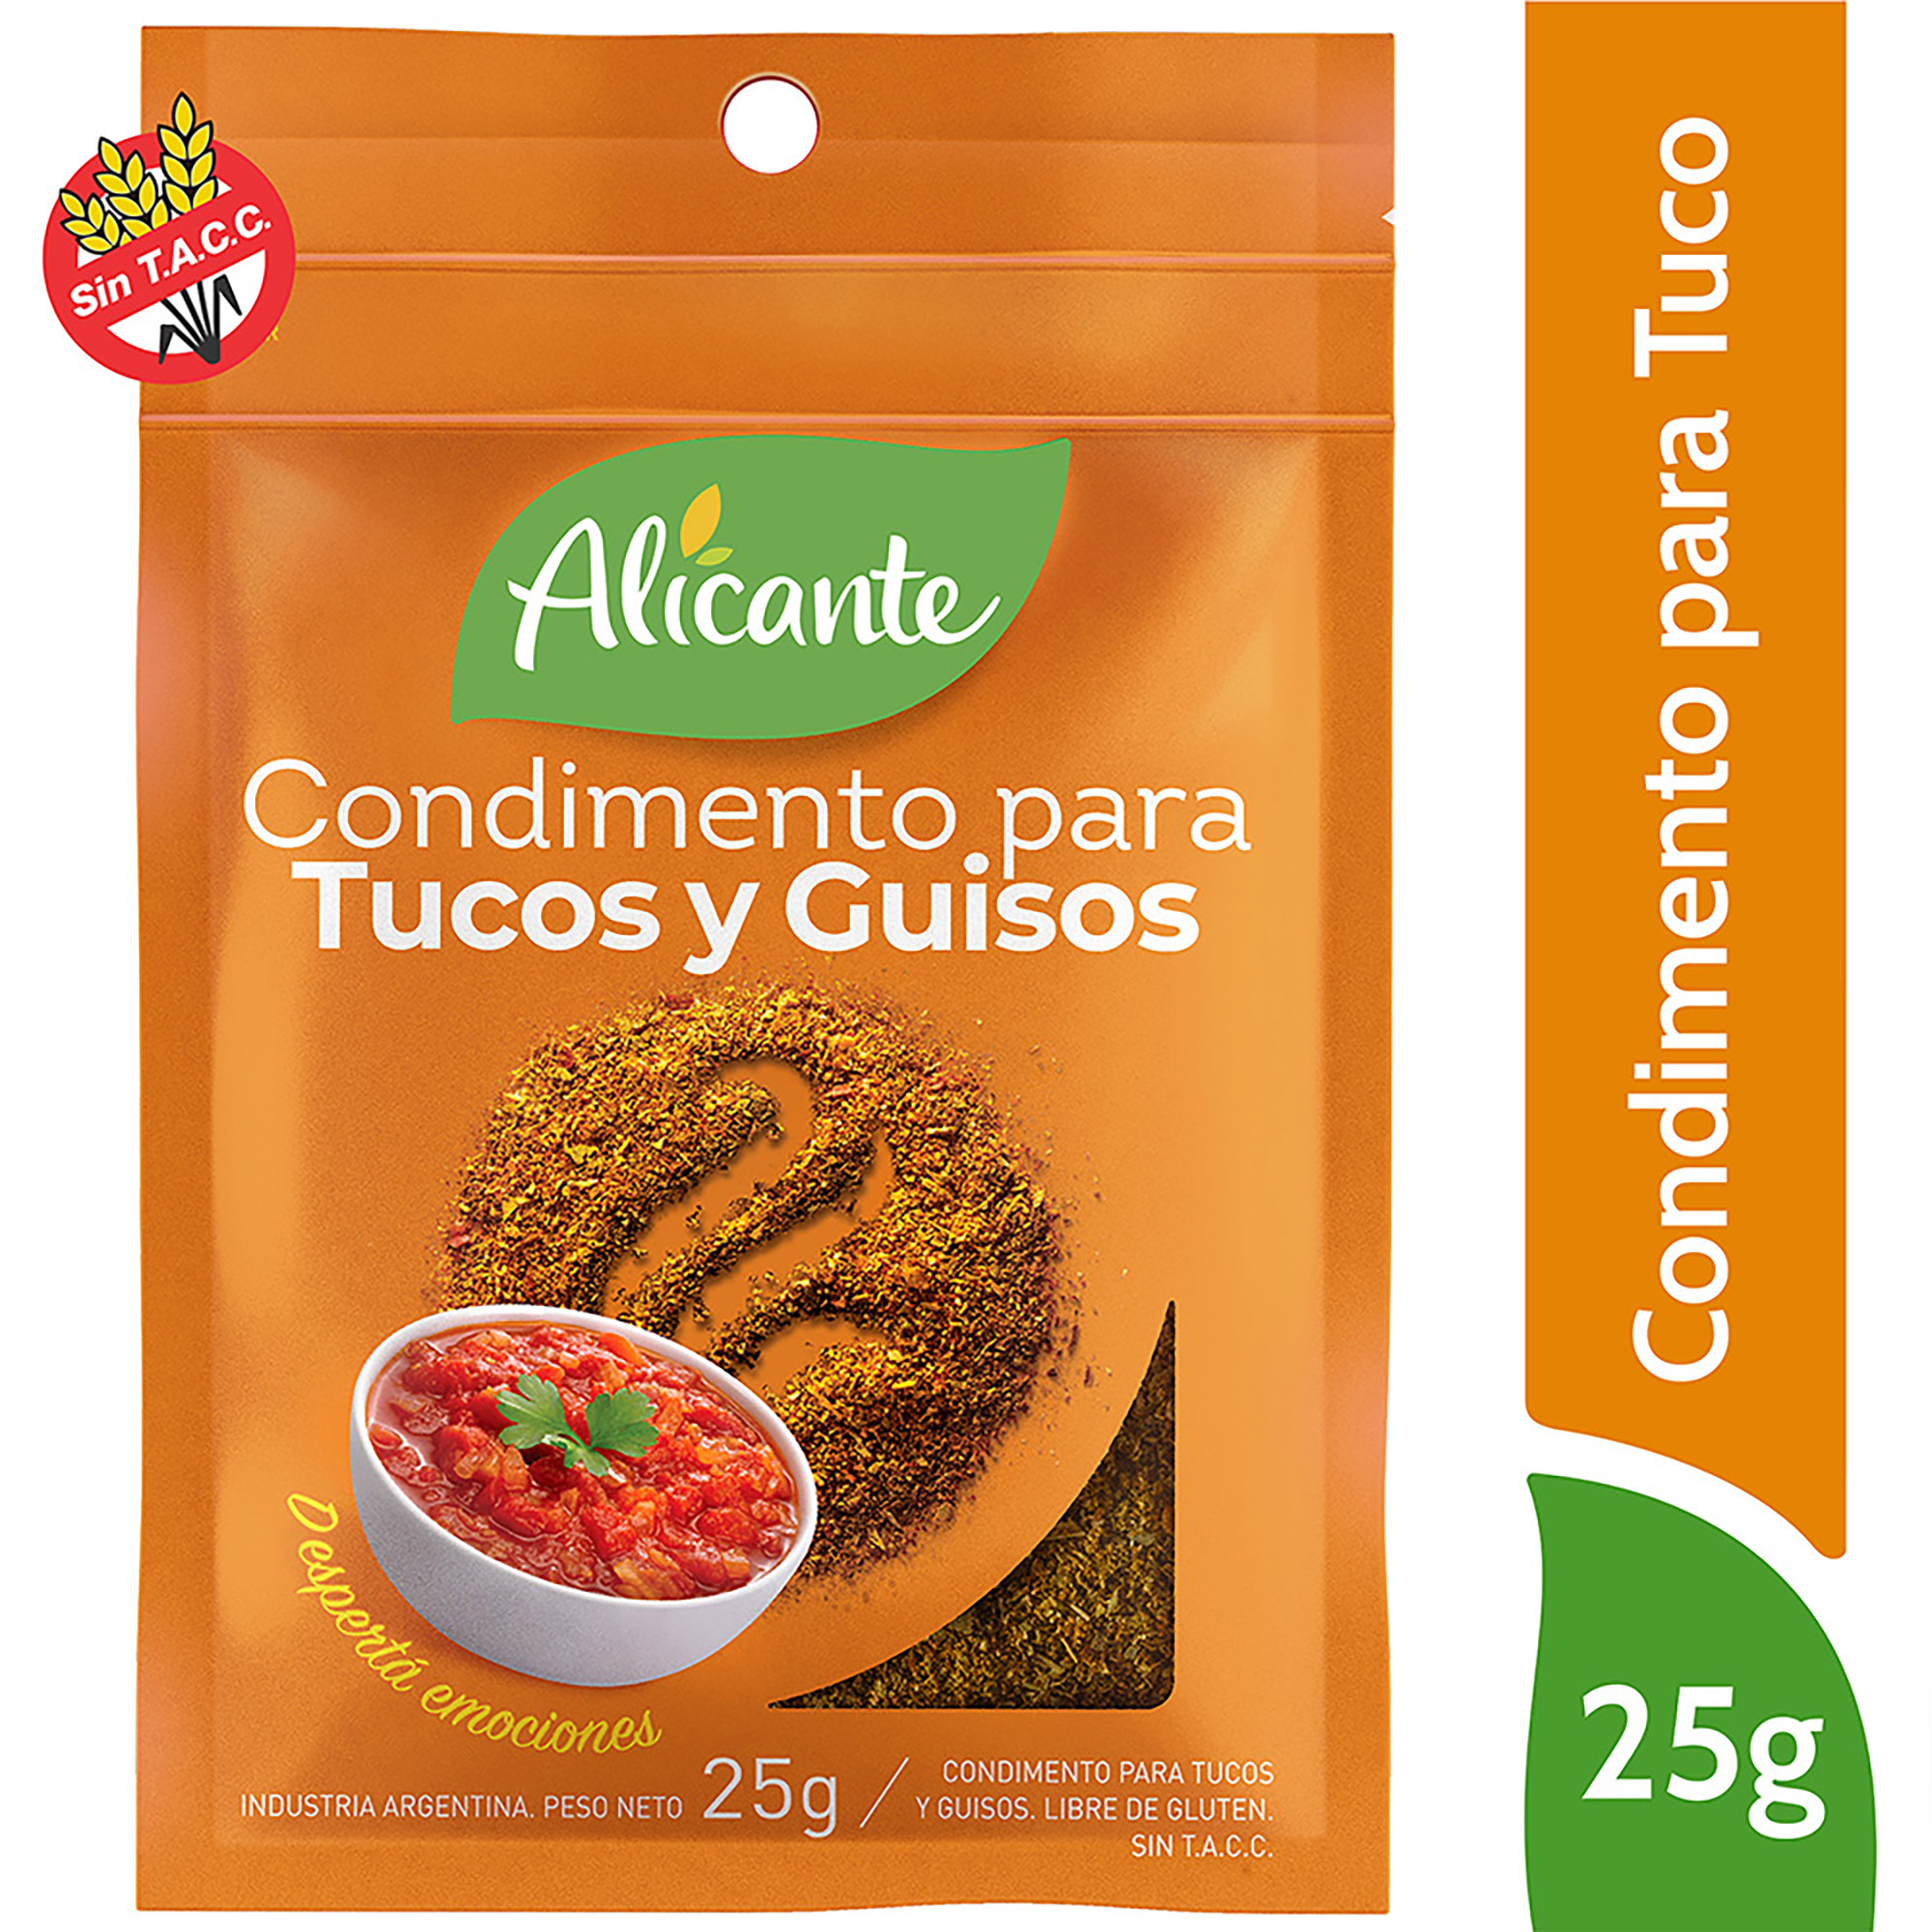 Sin T.A.C.C.
Alicante
Condimento para
Tucos y Guisos
Despertá emociones
INDUSTRIA ARGENTINA. PESO NETO 25g /
CONDIMENTO PARA TUCOS
Y GUISOS. LIBRE DE GLUTEN.
SIN T.A.C.C.
Condimento para Tuco
25g